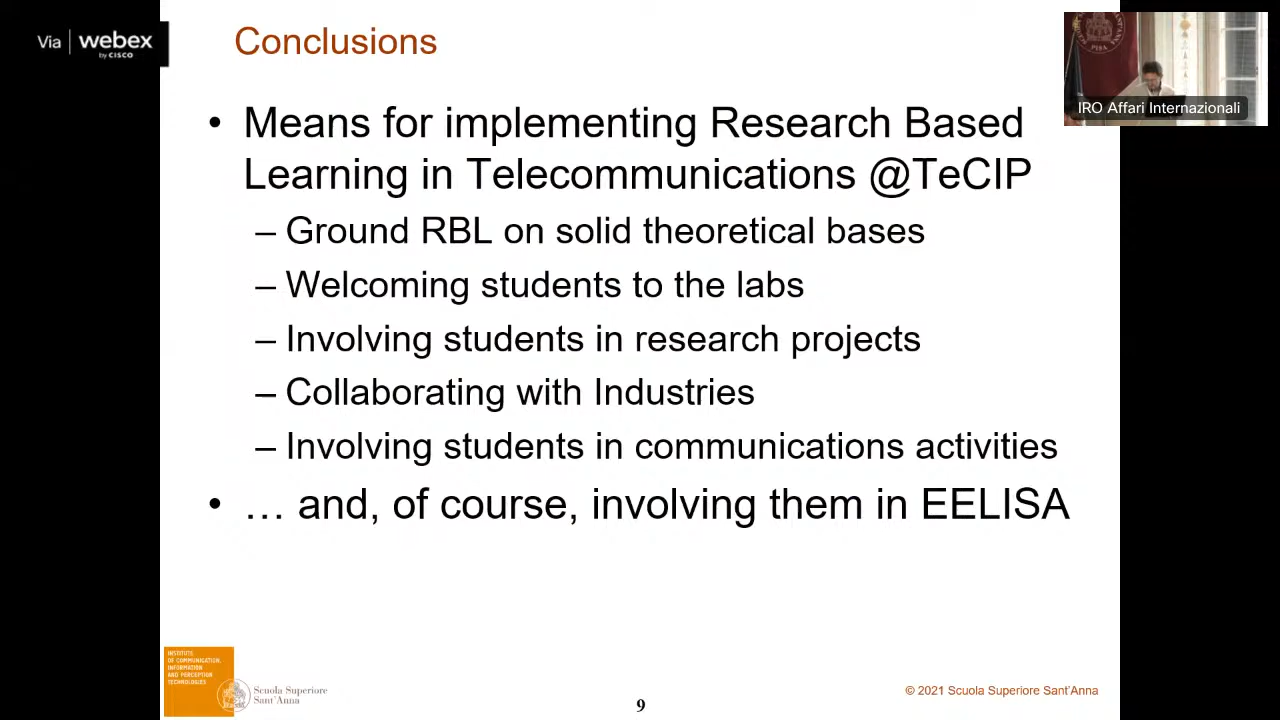 Via webex
by CISCO
Conclusions
PISA
IRO Affari Internazionali
• Means for implementing Research Based
Learning in Telecommunications @TeCIP
– Ground RBL on solid theoretical bases
– Welcoming students to the labs
– Involving students in research projects
– Collaborating with Industries
– Involving students in communications activities
• … and, of course, involving them in EELISA
INSTITUTE
OF COMMUNICATION,
INFORMATION
AND PERCEPTION
TECHNOLOGIES
Scuola Superiore
Sant'Anna
9
© 2021 Scuola Superiore Sant'Anna